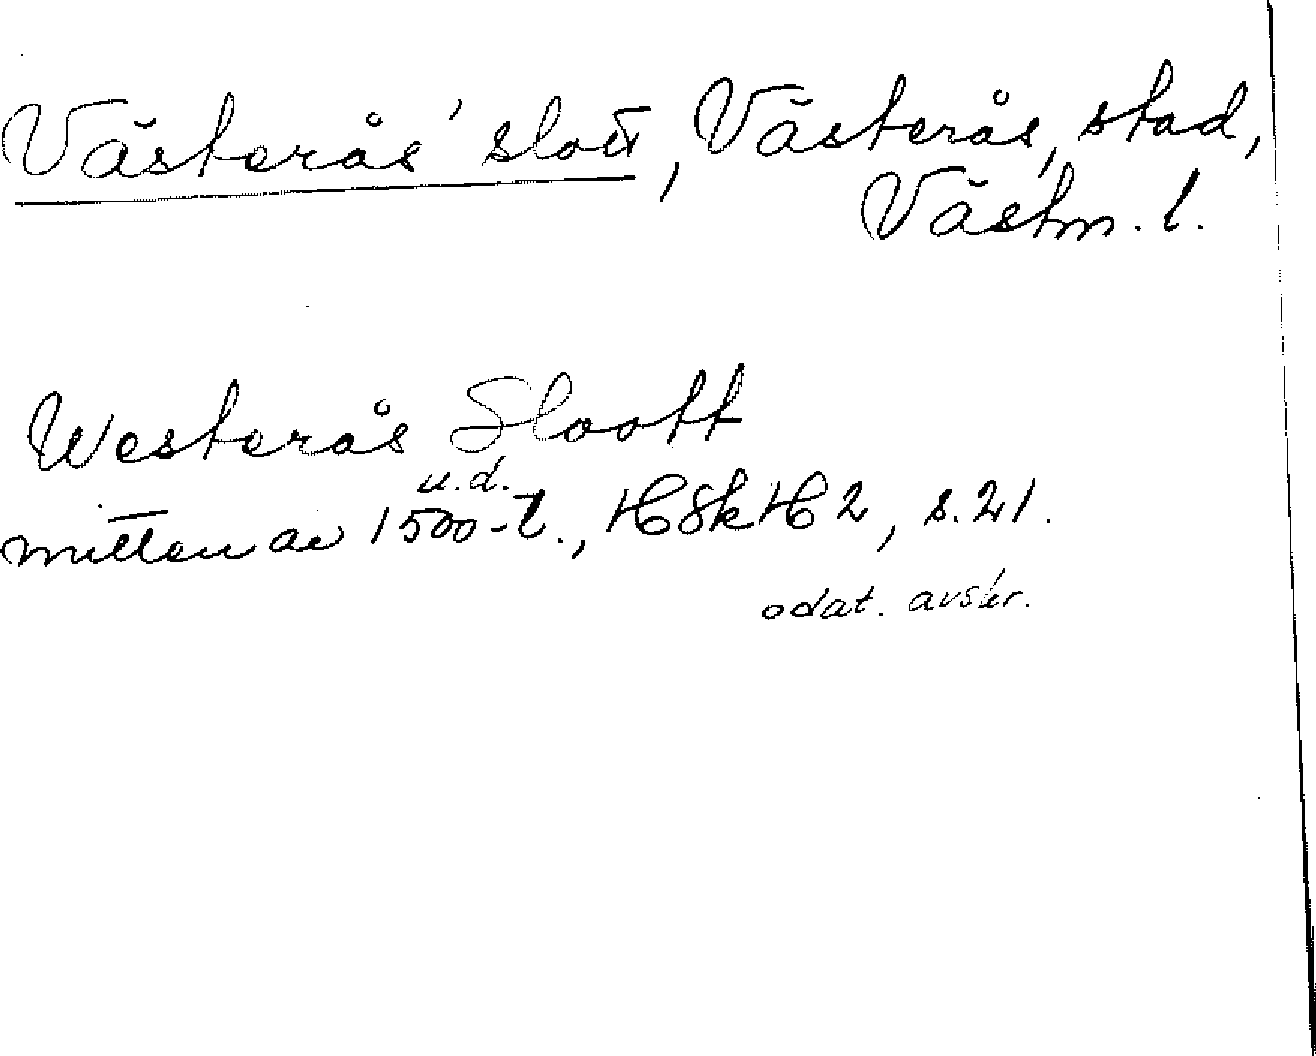 Västerås' slott, Västerås, stad,
Västm. l.
Westerås Sloott
u.d.
mitten av 1500-t., HSkH 2, s. 21.
odat. avskr.